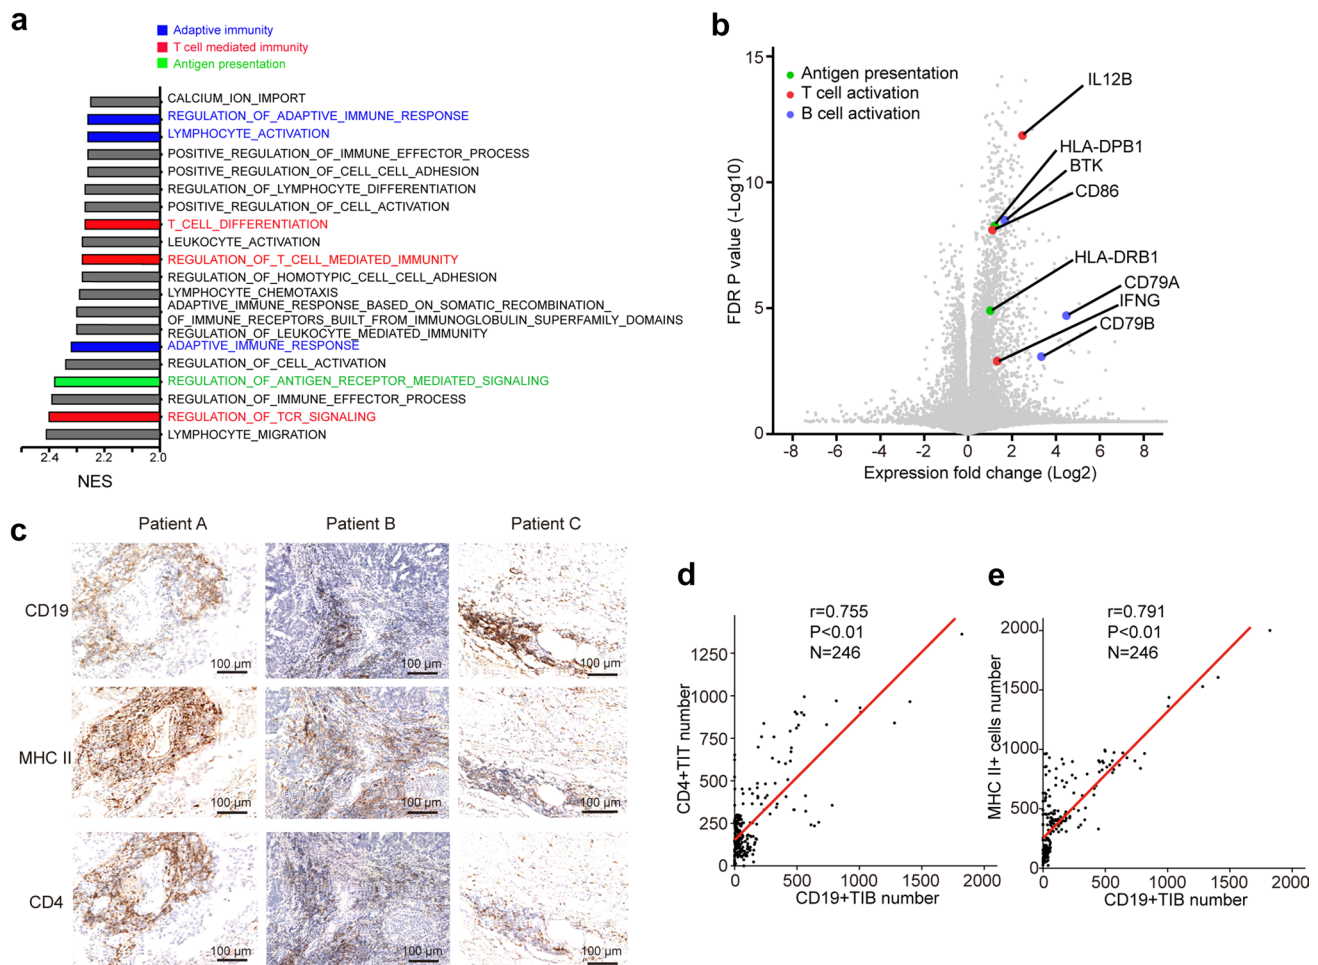 a
Adaptive immunity
T cell mediated immunity
Antigen presentation
CALCIUM_ION_IMPORT
REGULATION_OF_ADAPTIVE_IMMUNE_RESPONSE
LYMPHOCYTE_ACTIVATION
POSITIVE_REGULATION_OF_IMMUNE_EFFECTOR_PROCESS
POSITIVE_REGULATION_OF_CELL_CELL_ADHESION
REGULATION_OF_LYMPHOCYTE_DIFFERENTIATION
POSITIVE_REGULATION_OF_CELL_ACTIVATION
T_CELL_DIFFERENTIATION
LEUKOCYTE_ACTIVATION
REGULATION_OF_T_CELL_MEDIATED_IMMUNITY
REGULATION_OF_HOMOTYPIC_CELL_CELL_ADHESION
LYMPHOCYTE_CHEMOTAXIS
ADAPTIVE_IMMUNE_RESPONSE_BASED_ON_SOMATIC_RECOMBINATION_
OF_IMMUNE_RECEPTORS_BUILT_FROM_IMMUNOGLOBULIN_SUPERFAMILY_DOMAINS
REGULATION_OF_LEUKOCYTE_MEDIATED_IMMUNITY
ADAPTIVE_IMMUNE_RESPONSE
REGULATION_OF_CELL_ACTIVATION
REGULATION_OF_ANTIGEN_RECEPTOR_MEDIATED_SIGNALING
REGULATION_OF_IMMUNE_EFFECTOR_PROCESS
REGULATION_OF_TCR_SIGNALING
LYMPHOCYTE_MIGRATION
2.4 2.2 2.0
NES
b
Antigen presentation
T cell activation
B cell activation
IL12B
HLA-DPB1
BTK
CD86
HLA-DRB1
CD79A
IFNG
CD79B
15
10
5
0
FDR P value (-Log10)
-8 -6 -4 -2 0 2 4 6 8
Expression fold change (Log2)
c
Patient A Patient B Patient C
CD19
100 µm 100 µm 100 µm
MHC II
100 µm 100 µm 100 µm
CD4
100 µm 100 µm 100 µm
d
r=0.755
P<0.01
N=246
1250
1000
750
500
250
0
CD4+TIT number
0 500 1000 1500 2000
CD19+TIB number
e
r=0.791
P<0.01
N=246
2000
1500
1000
500
0
MHC II+ cells number
0 500 1000 1500 2000
CD19+TIB number